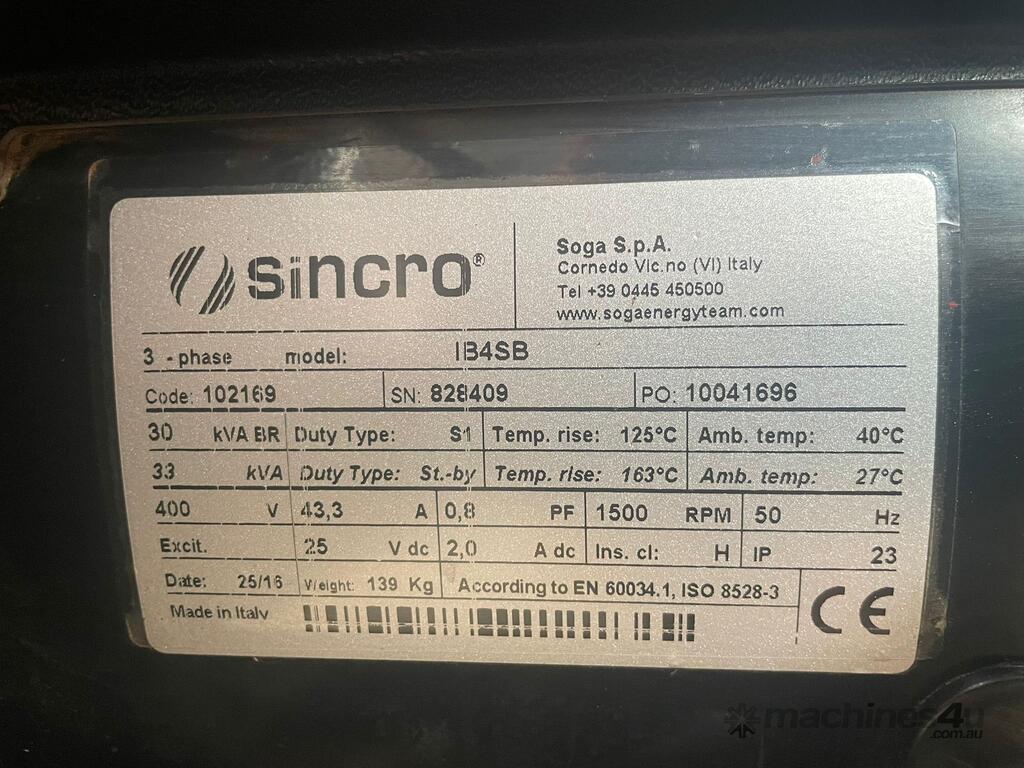 sincro®
Soga S.p.A.
Cornedo Vic.no (VI) Italy
Tel +39 0445 450500
www.sogaenergyteam.com
3 - phase model: IB4SB
Code: 102169 SN: 828409 PO: 10041696
30 kVA BR Duty Type: S1 Temp. rise: 125°C Amb. temp: 40°C
33 kVA Duty Type: St.-by Temp. rise: 163°C Amb. temp: 27°C
400 V 43,3 A 0,8 PF 1500 RPM 50 Hz
Excit. 25 V dc 2,0 A dc Ins. cl: H IP 23
Date: 25/16 Weight: 139 Kg According to EN 60034.1, ISO 8528-3
Made in Italy CE
machines4u
.com.au